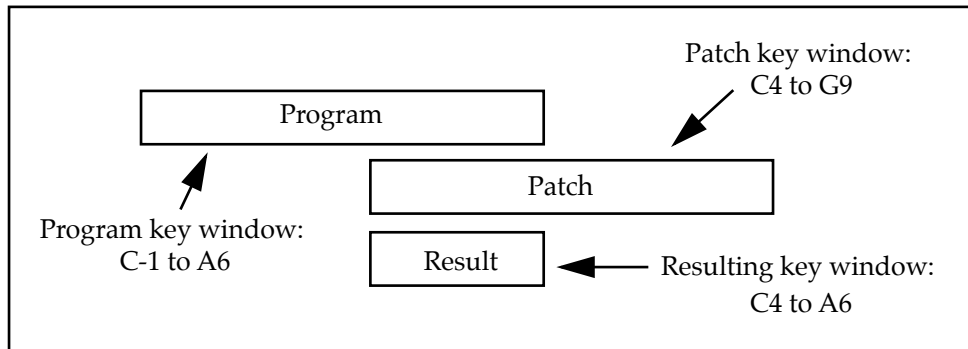 Patch key window:
C4 to G9
Program
Patch
Program key window:
C-1 to A6
Result
Resulting key window:
C4 to A6